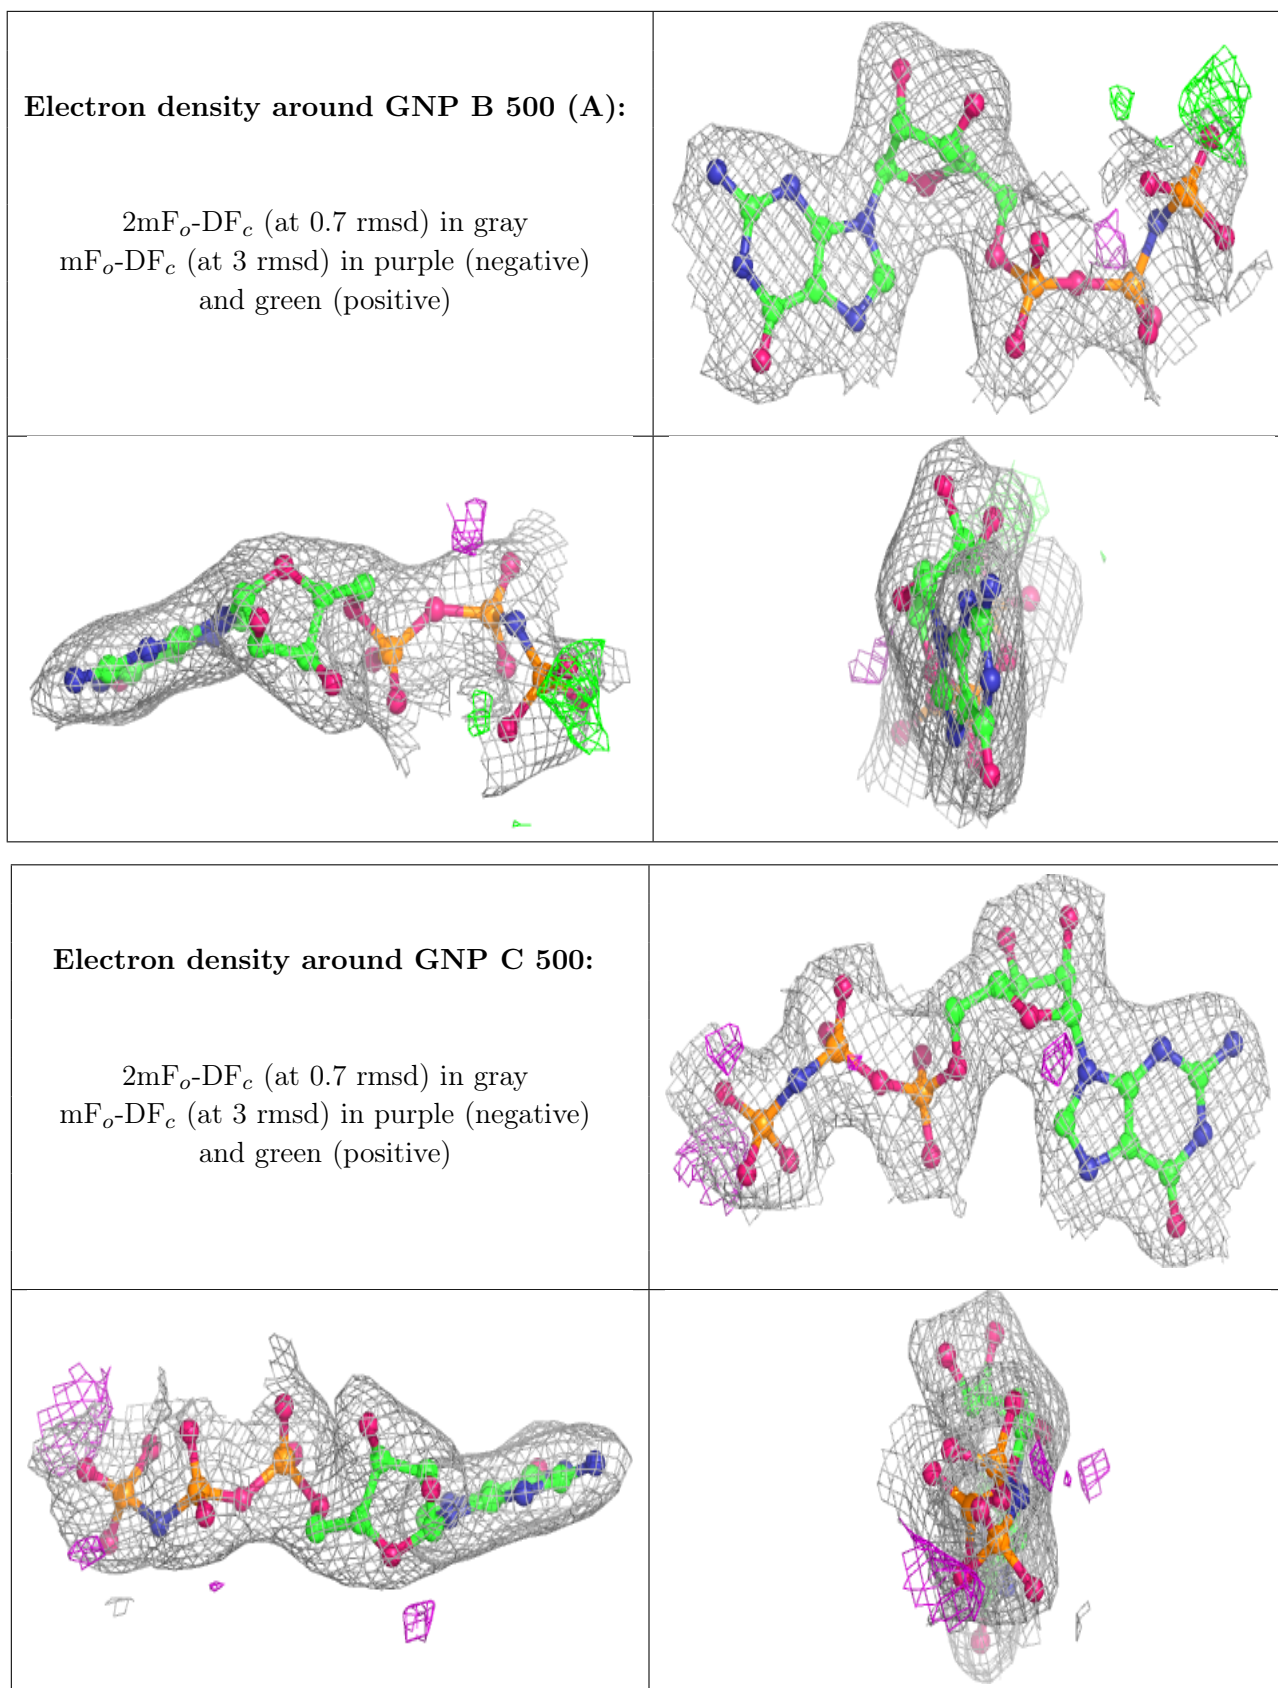 Electron density around GNP B 500 (A):
2mFo-DFc (at 0.7 rmsd) in gray
mFo-DFc (at 3 rmsd) in purple (negative)
and green (positive)
Electron density around GNP C 500:
2mFo-DFc (at 0.7 rmsd) in gray
mFo-DFc (at 3 rmsd) in purple (negative)
and green (positive)